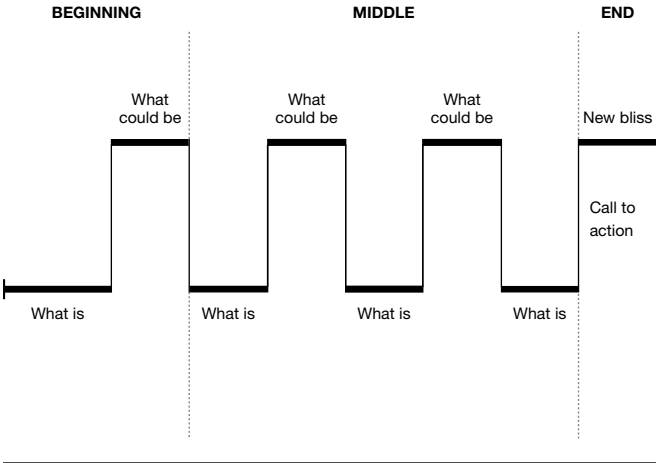 BEGINNING
MIDDLE
END
What
could be
What
could be
What
could be
New bliss
Call to
action
What is
What is
What is
What is